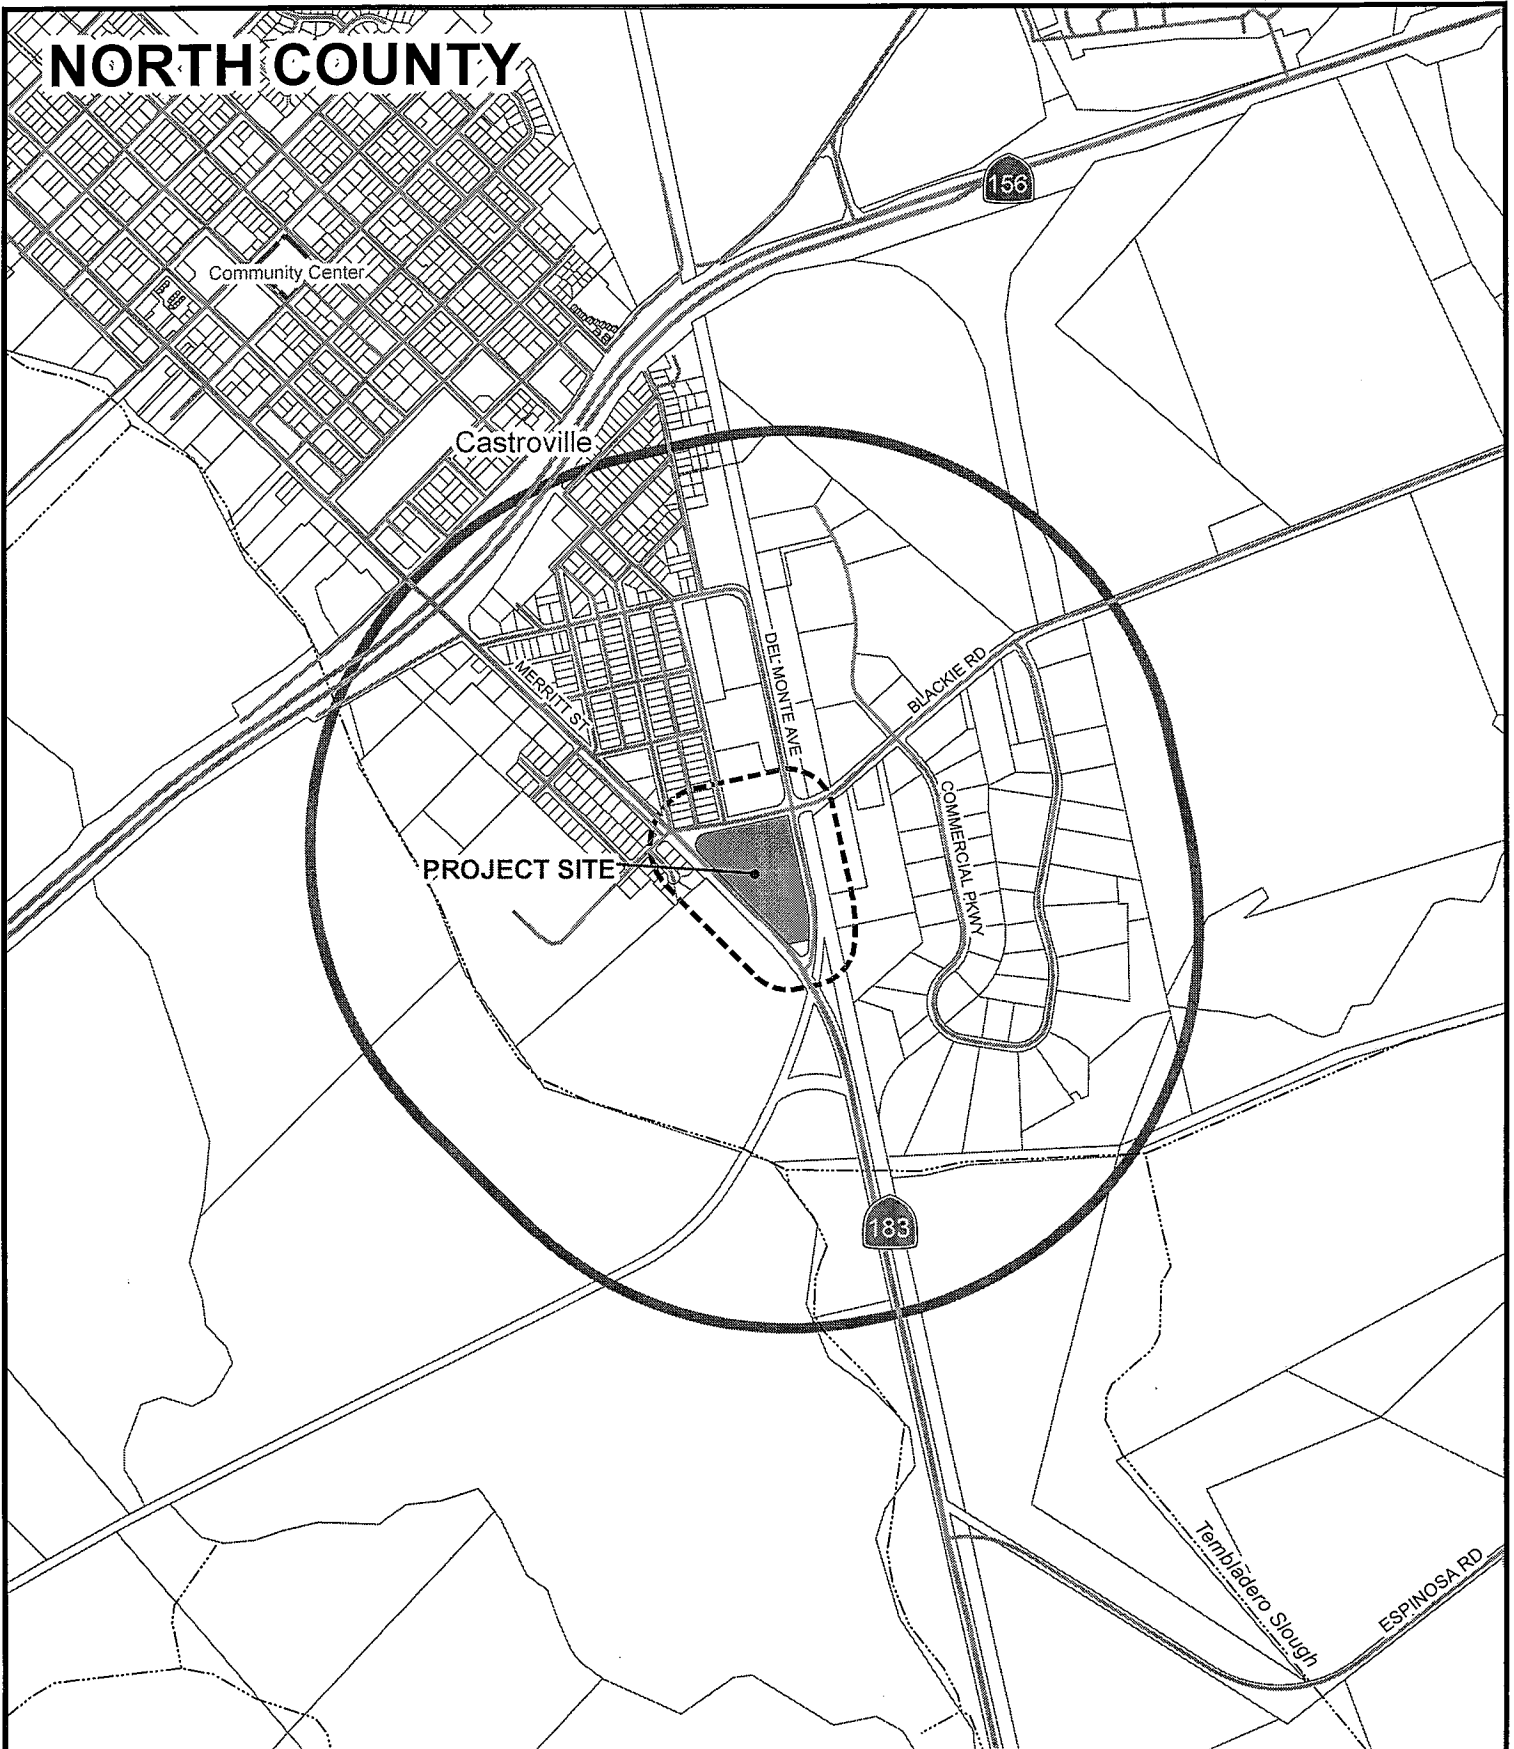 NORTH COUNTY
156
Community Center
Castroville
DEL MONTE AVE
BLACKIE RD
MERRITT ST
COMMERCIAL PKWY
PROJECT SITE
183
Tembladero Slough
ESPINOSA RD